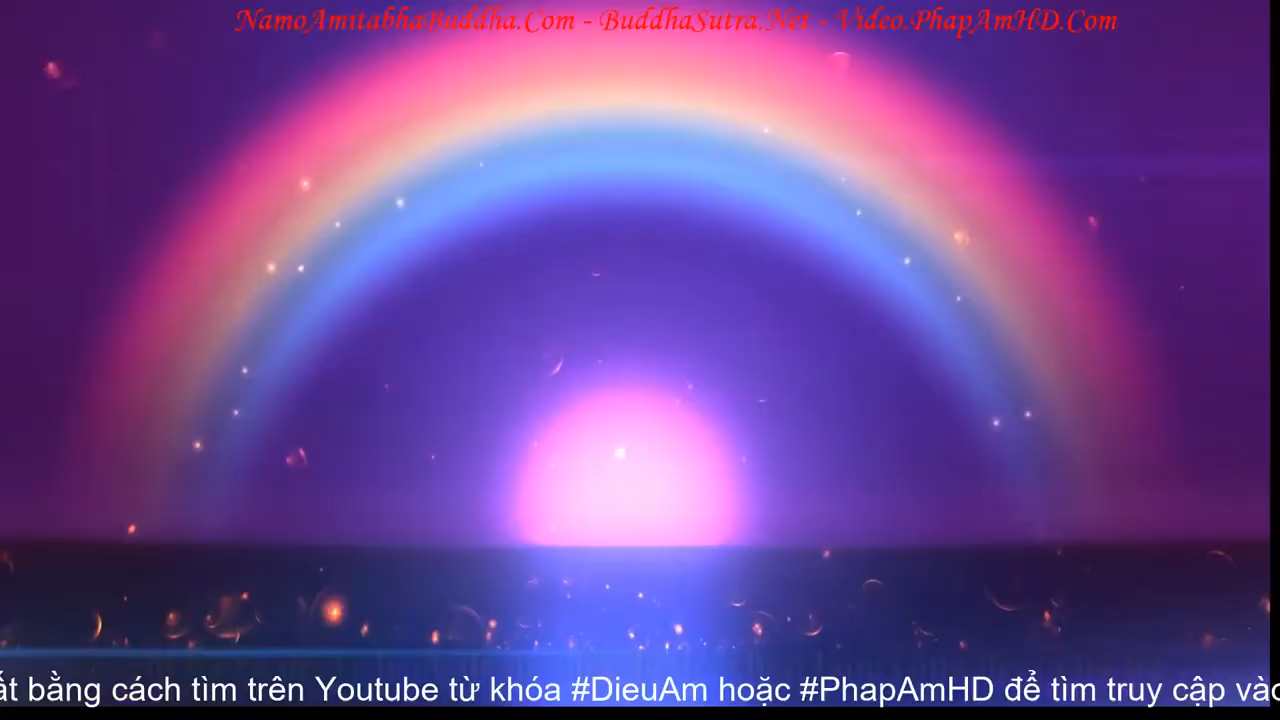 NamoAmitabhaBuddha.Com - BuddhaSutra.Net - Video.PhapAmHD.Com
bằng cách tìm trên Youtube từ khóa #DieuAm hoặc #PhapAmHD để tìm truy cập